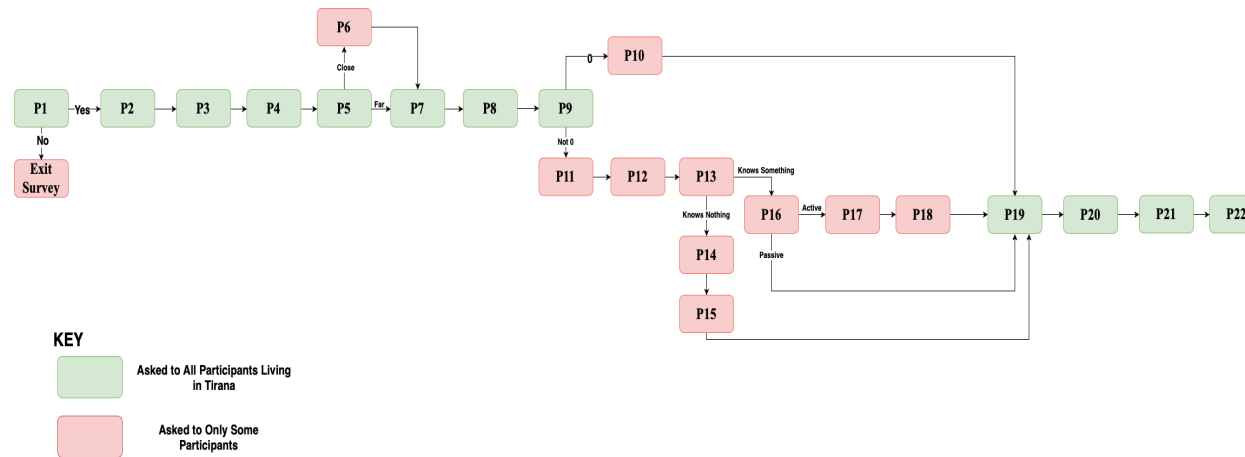 P6
Close
P1
Yes
P2
P3
P4
P5
Far
P7
P8
P9
0
P10
No
Exit
Survey
Not 0
P11
P12
P13
Knows Something
Knows Nothing
P16
Active
P17
P18
P19
P20
P21
P22
Passive
P14
P15
KEY
Asked to All Participants Living
in Tirana
Asked to Only Some
Participants